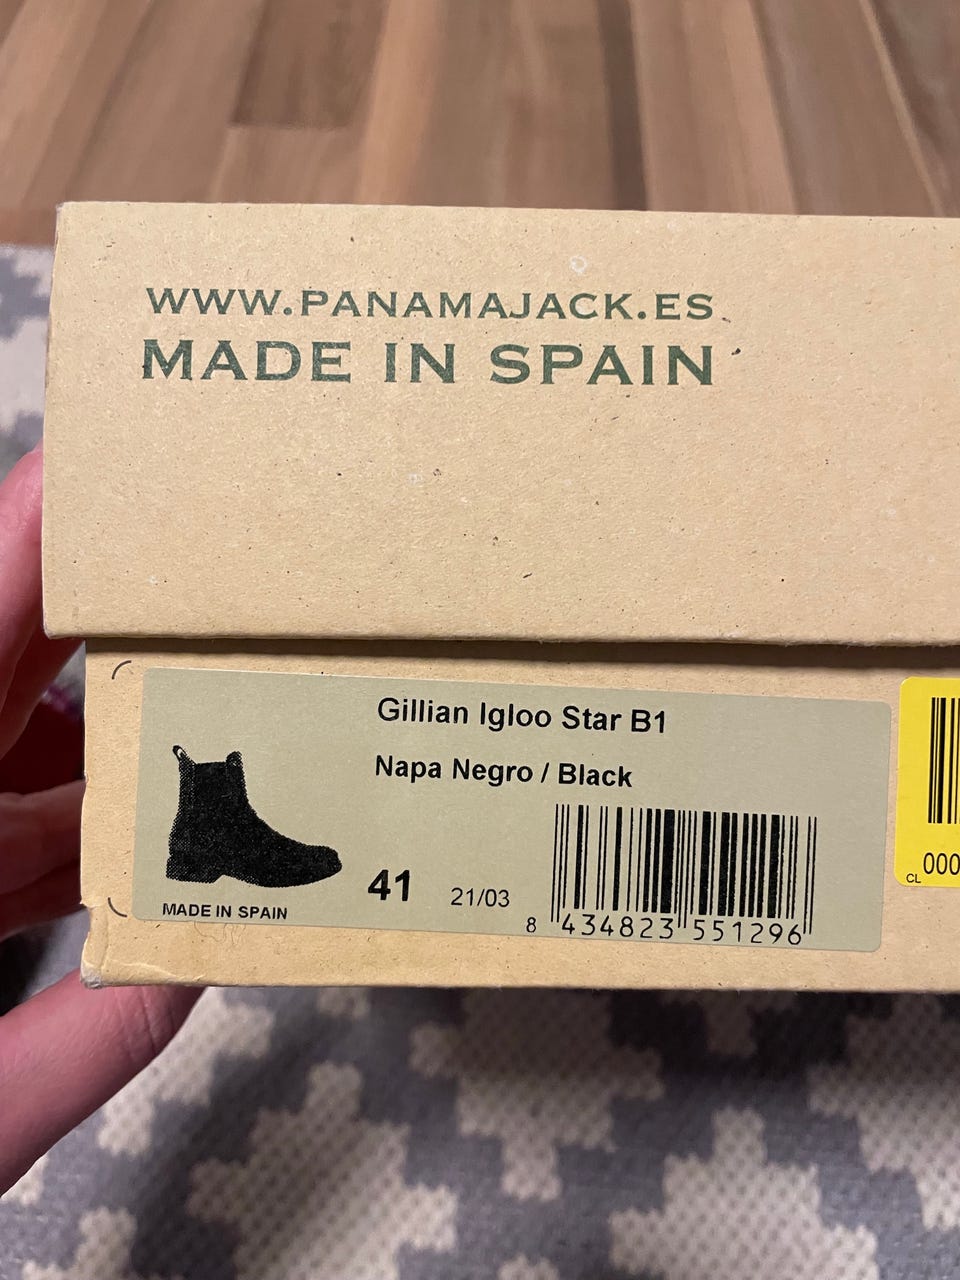 WWW.PANAMAJACK.ES
MADE IN SPAIN
Gillian Igloo Star B1
Napa Negro / Black
41
21/03
MADE IN SPAIN
8 434823 551296
CL 000